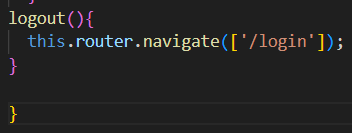 logout(){
  this.router.navigate(['/login']);
}

}